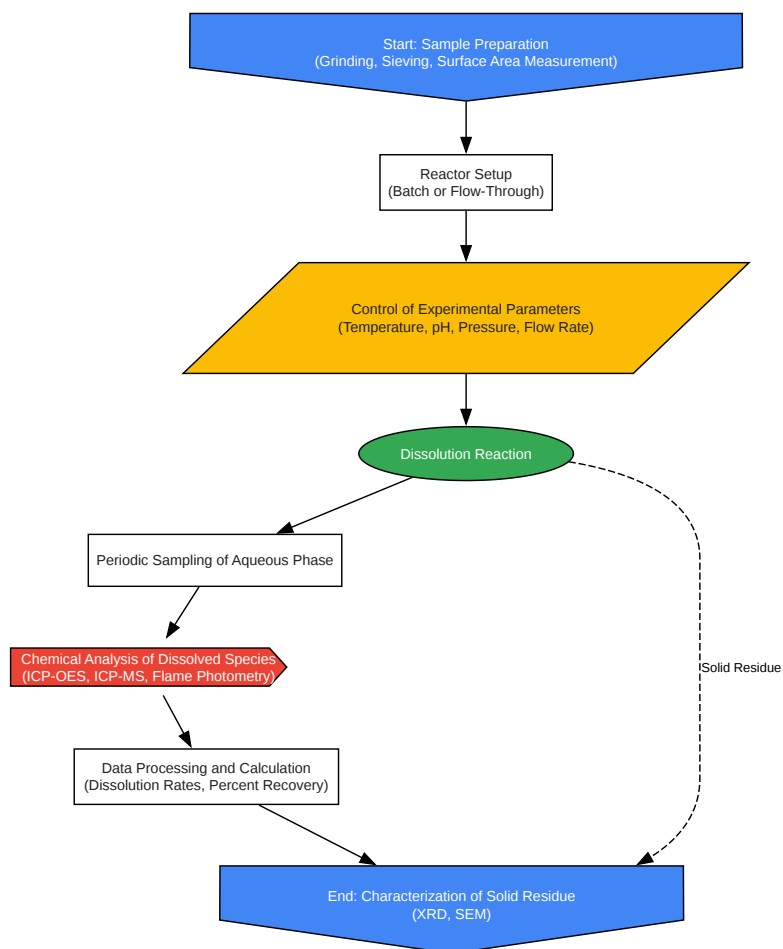 Start: Sample Preparation
(Grinding, Sieving, Surface Area Measurement)
Reactor Setup
(Batch or Flow-Through)
Control of Experimental Parameters
(Temperature, pH, Pressure, Flow Rate)
Dissolution Reaction
Periodic Sampling of Aqueous Phase
Chemical Analysis of Dissolved Species
(ICP-OES, ICP-MS, Flame Photometry)
Solid Residue
Data Processing and Calculation
(Dissolution Rates, Percent Recovery)
End: Characterization of Solid Residue
(XRD, SEM)